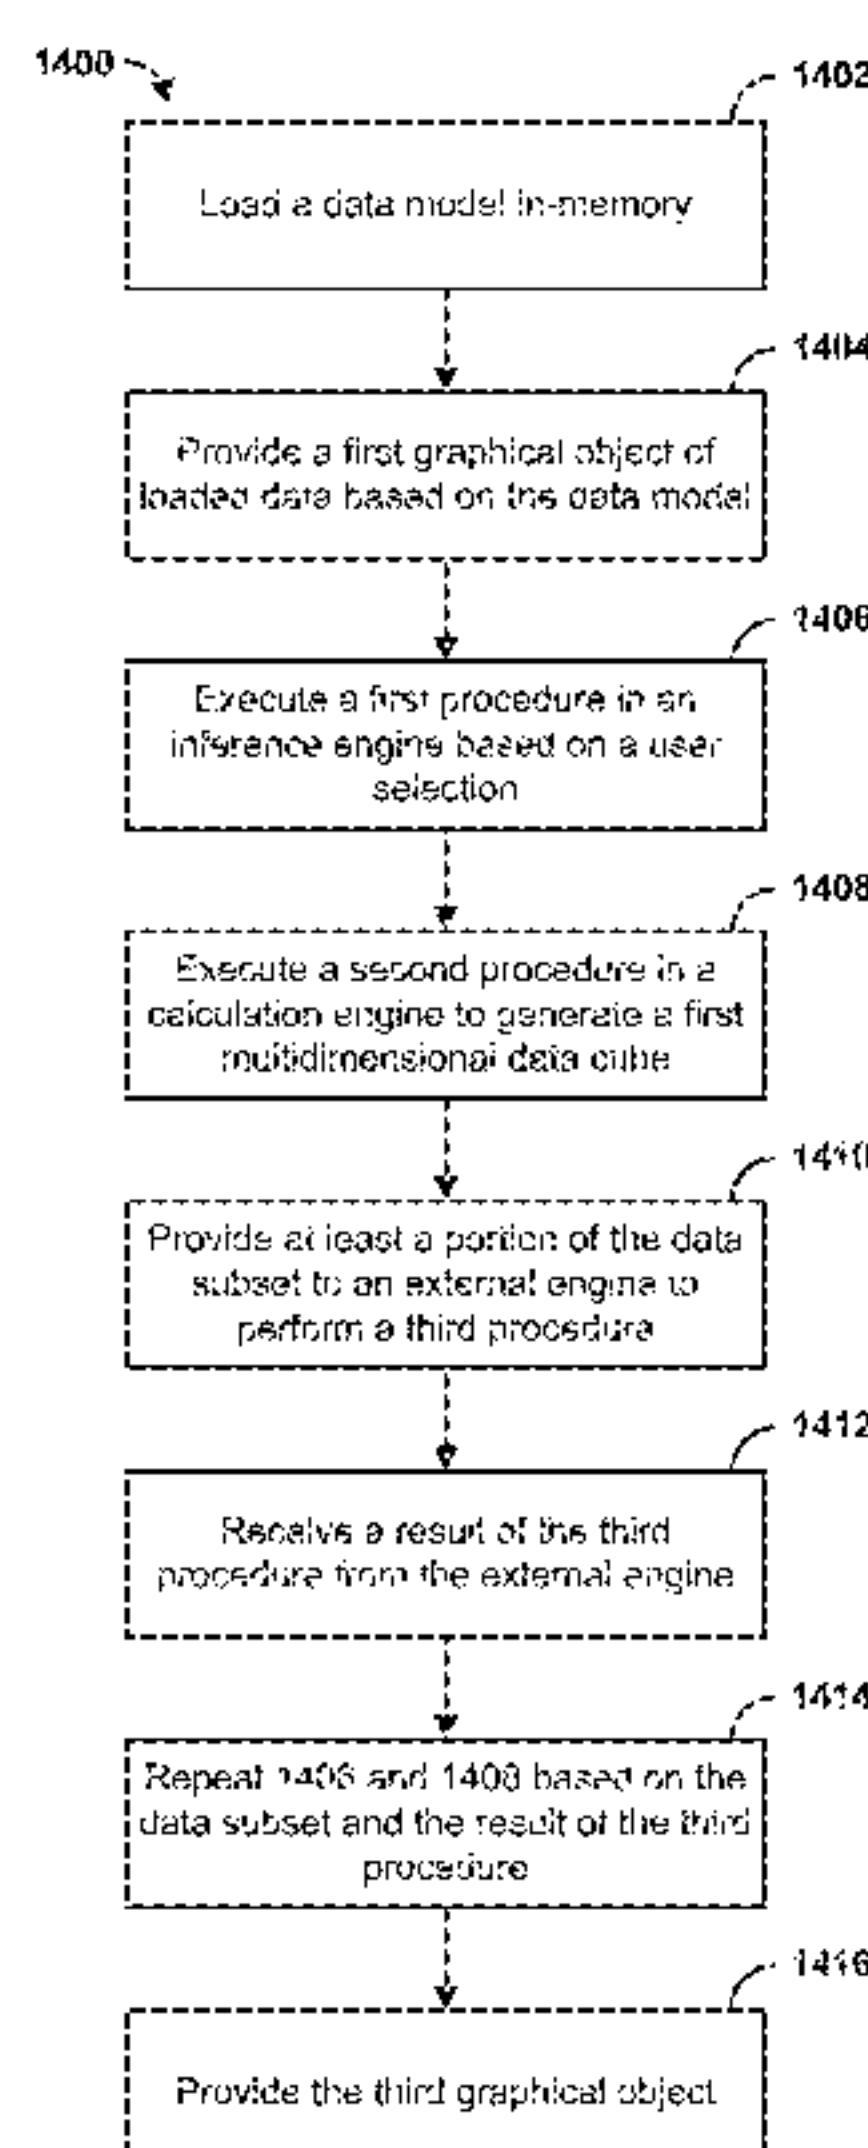 1400
1402
Load a data model in-memory
1404
Provide a first graphical object of
loaded data based on the data model
1406
Execute a first procedure in an
inference engine based on a user
selection
1408
Execute a second procedure in a
calculation engine to generate a first
multidimensional data cube
1410
Provide at least a portion of the data
subset to an external engine to
perform a third procedure
1412
Receive a result of the third
procedure from the external engine
1414
Repeat 1406 and 1408 based on the
data subset and the result of the third
procedure
1416
Provide the third graphical object